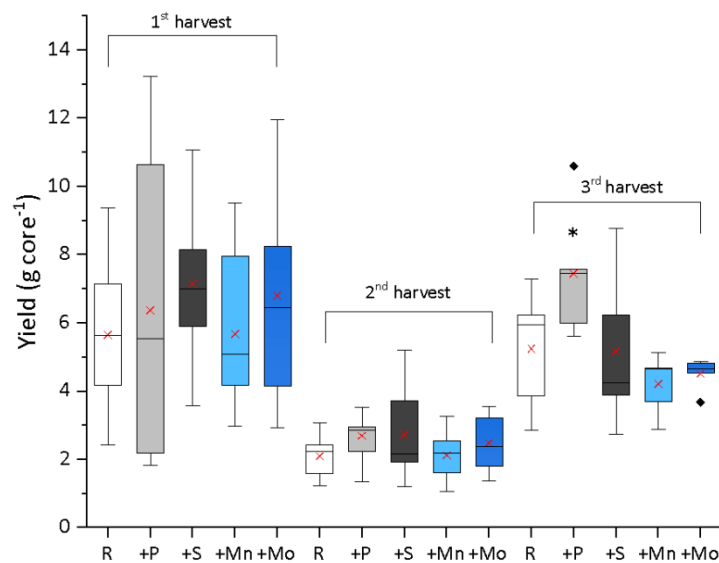 Yield (g core⁻¹)
14
12
10
8
6
4
2
0
1st harvest
2nd harvest
3rd harvest
*
R +P +S +Mn +Mo R +P +S +Mn +Mo R +P +S +Mn +Mo